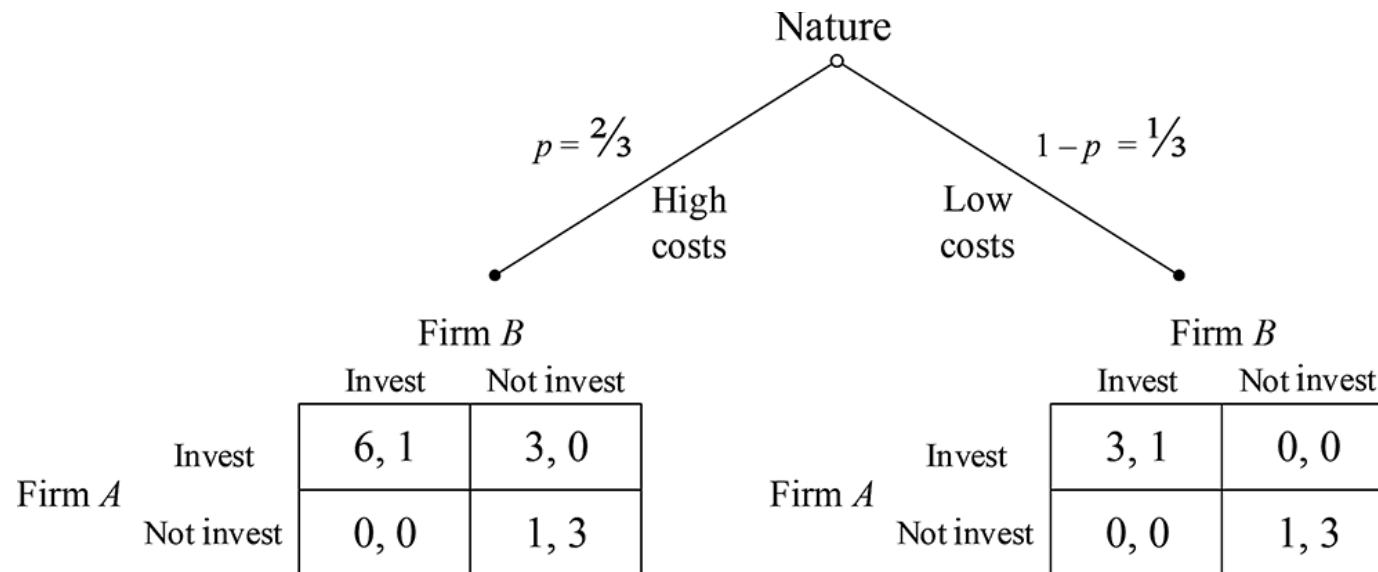 Nature
p = 2/3
1 – p = 1/3
High
costs
Low
costs
Firm B
Firm B
Invest Not invest
Invest Not invest
Invest 6, 1 3, 0
Invest 3, 1 0, 0
Firm A
Firm A
Not invest 0, 0 1, 3
Not invest 0, 0 1, 3